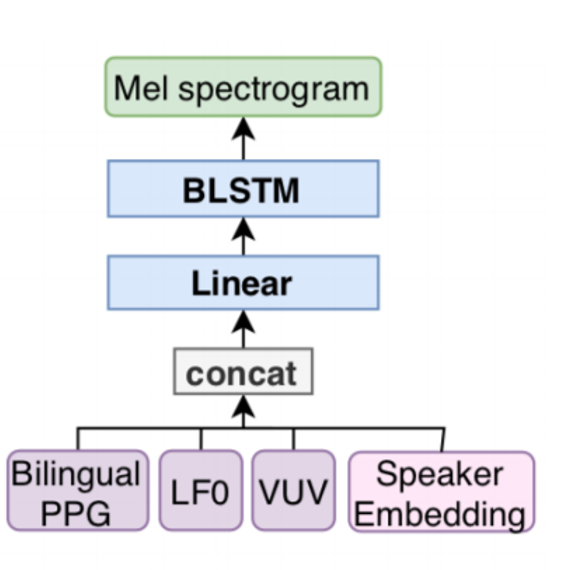 Mel spectrogram
BLSTM
Linear
concat
Bilingual
PPG
LF0
VUV
Speaker
Embedding